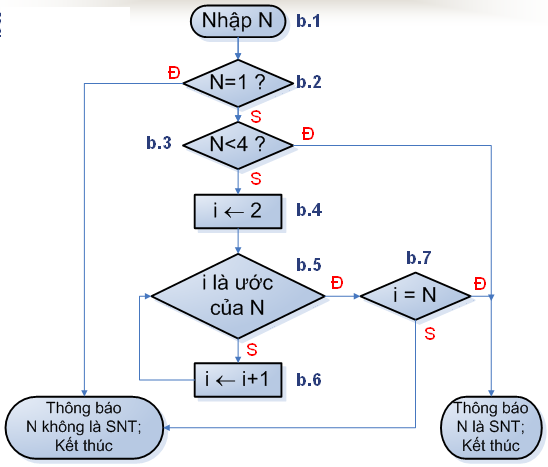 Nhập N
b.1
N=1 ?
b.2
Đ
S
b.3
N<4 ?
Đ
S
i ← 2
b.4
i là ước
của N
b.5
Đ
S
b.7
i = N
Đ
S
i ← i+1
b.6
Thông báo
N không là SNT;
Kết thúc
Thông báo
N là SNT;
Kết thúc